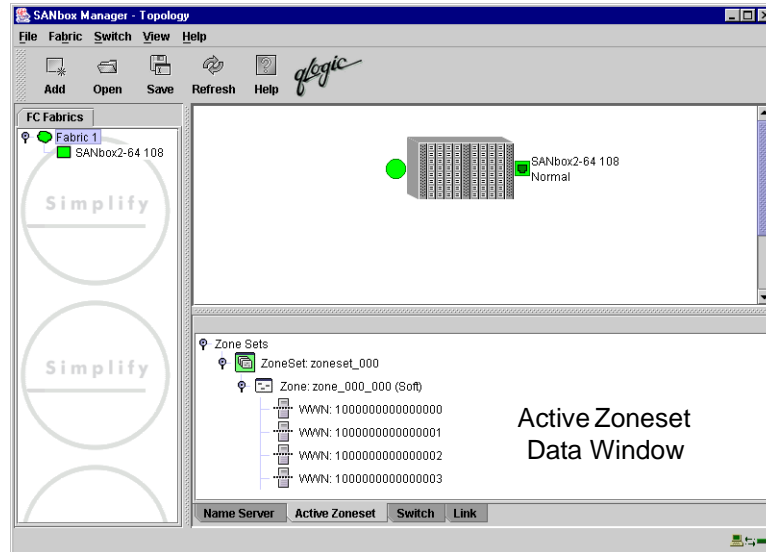 SANbox Manager - Topology
File Fabric Switch View Help
Add Open Save Refresh Help qlogic
FC Fabrics
Fabric 1
SANbox2-64 108
Simplify
Simplify
SANbox2-64 108
Normal
Zone Sets
ZoneSet: zoneset_000
Zone: zone_000_000 (Soft)
WWN: 1000000000000000
WWN: 1000000000000001
WWN: 1000000000000002
WWN: 1000000000000003
Active Zoneset
Data Window
Name Server Active Zoneset Switch Link